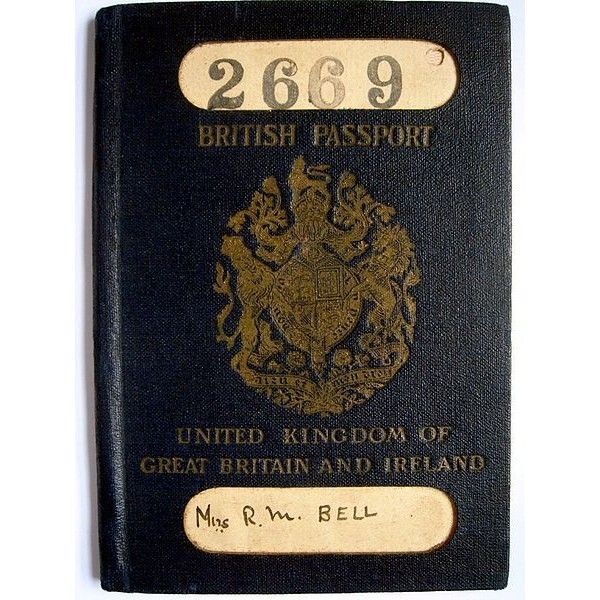 2669
BRITISH PASSPORT
UNITED KINGDOM OF
GREAT BRITAIN AND IRELAND
Mrs R. M. BELL